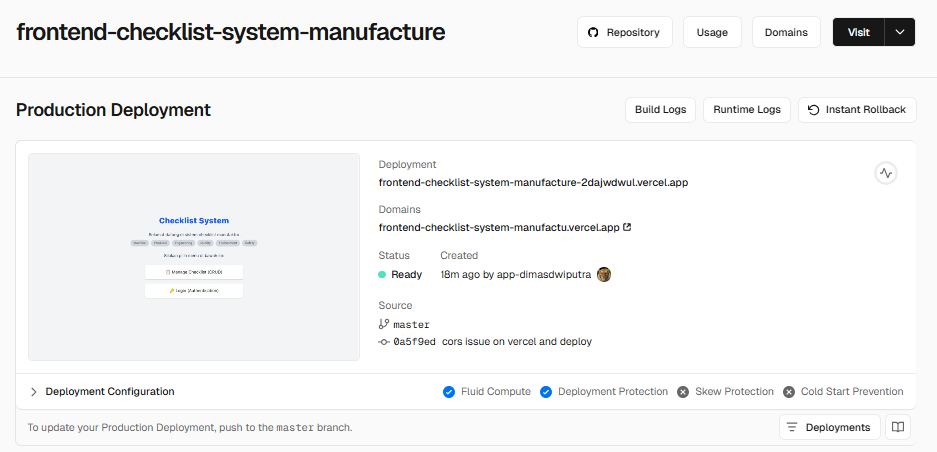 frontend-checklist-system-manufacture
Repository
Usage
Domains
Visit
Production Deployment
Build Logs
Runtime Logs
Instant Rollback
Checklist System
Manage Checklist (CRUD)
Login (Authentication)
Deployment
frontend-checklist-system-manufacture-2dajwdwul.vercel.app
Domains
frontend-checklist-system-manufactu.vercel.app
Status
Created
Ready
18m ago by app-dimasdwiputra
Source
master
0a5f9ed cors issue on vercel and deploy
Deployment Configuration
Fluid Compute
Deployment Protection
Skew Protection
Cold Start Prevention
To update your Production Deployment, push to the master branch.
Deployments